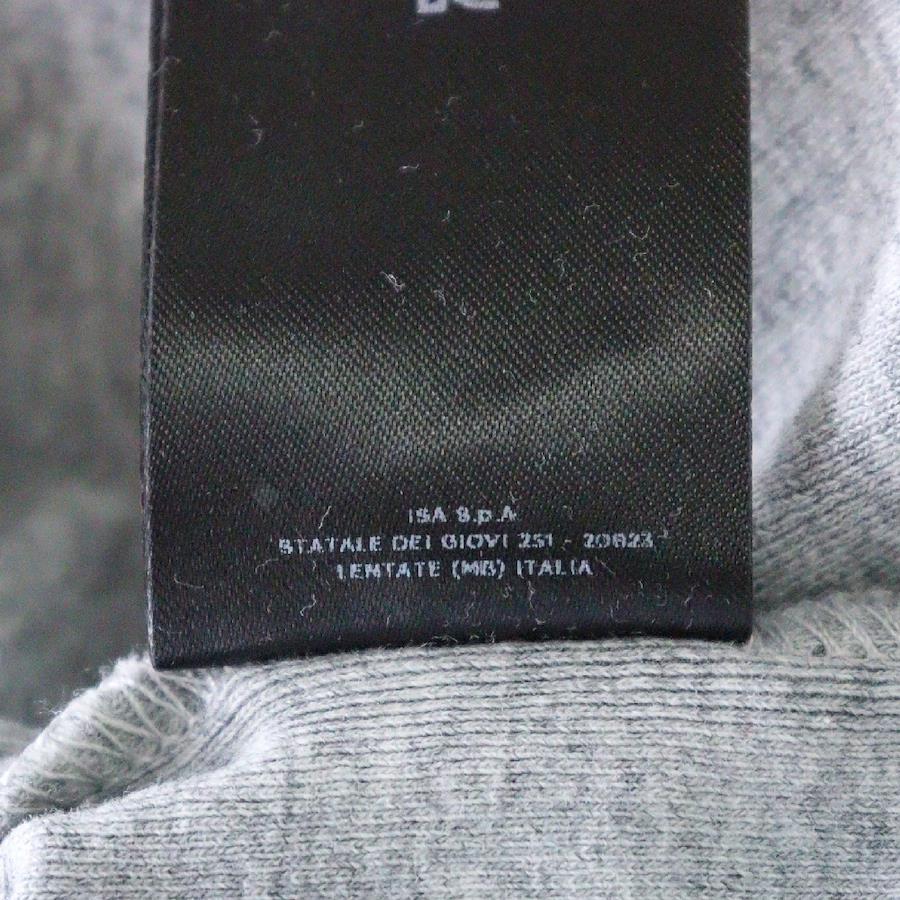 ISA S.p.A
STATALE DEI GIOVI 251 - 20823
LENTATE (MB) ITALIA